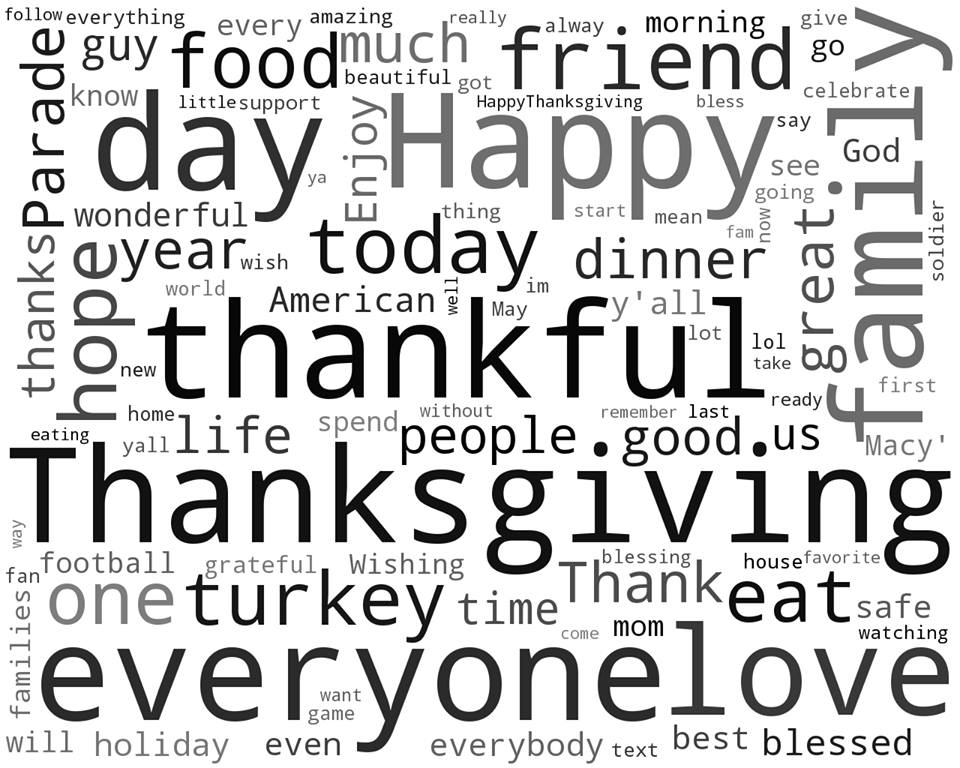 follow everything every amazing really alway morning give
Parade guy food much friend go family
beautiful got
know little support HappyThanksgiving bless celebrate
day Enjoy Happy say God
ya see
going
wonderful thing start mean now soldier
thanks hope year wish today fam dinner great
world American well May im y'all
thankful lot lol
new take
ready first
home without remember last
eating yall life spend people good us Macy'
Thanksgiving
way
football grateful Wishing blessing house favorite
fan one turkey time Thank eat safe
families come mom watching
everyone love
want
game
will holiday even everybody text best blessed